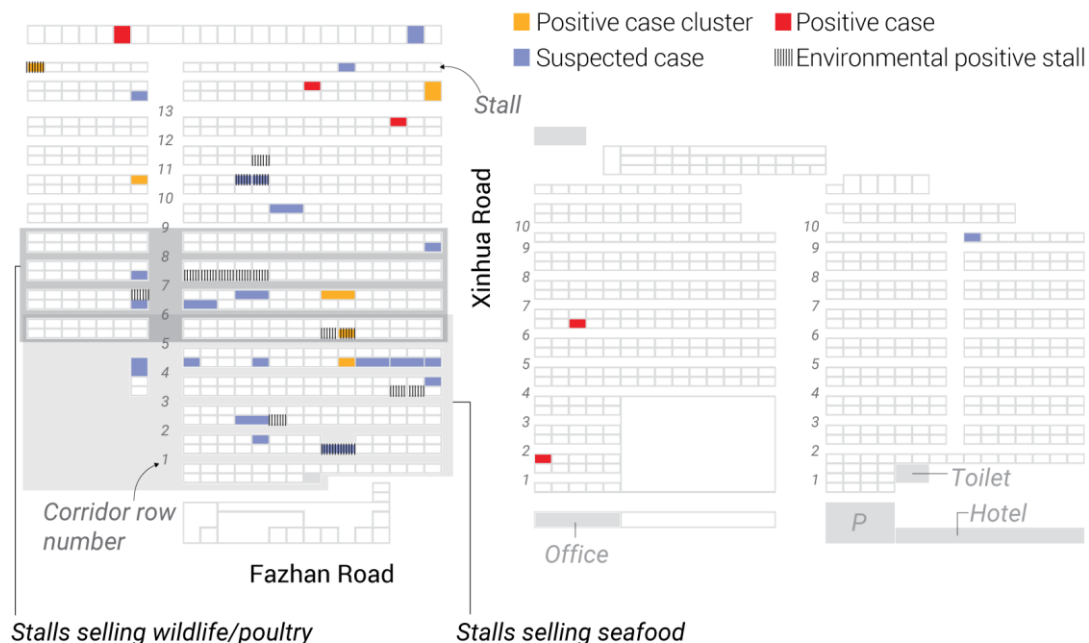 Positive case cluster
Positive case
Suspected case
Environmental positive stall
Stall
13
12
11
10
9
8
7
6
5
4
3
2
1
Xinhua Road
10
9
8
7
6
5
4
3
2
1
10
9
8
7
6
5
4
3
2
1
Corridor row
number
Toilet
P
Hotel
Office
Fazhan Road
Stalls selling wildlife/poultry
Stalls selling seafood